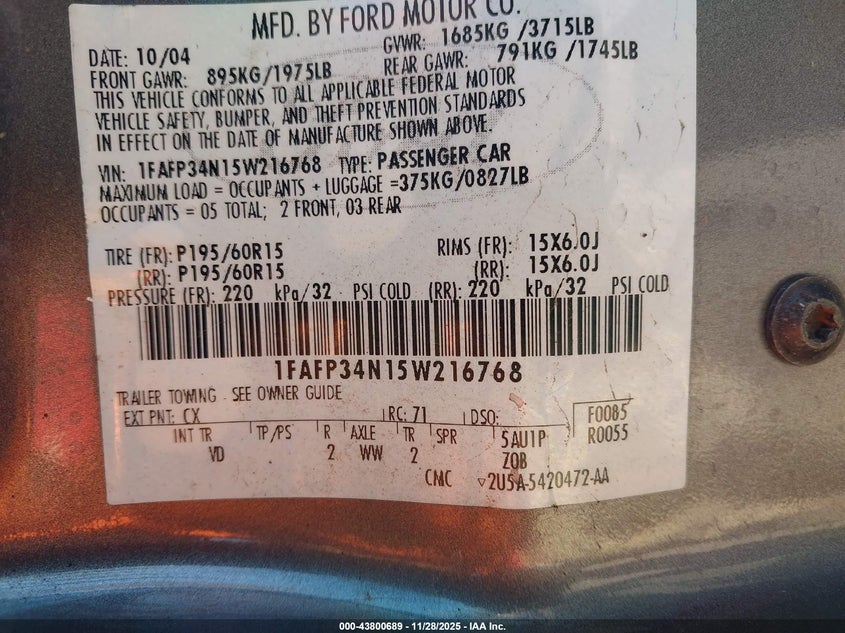 MFD. BY FORD MOTOR CO.
DATE: 10/04 GVWR: 1685KG /3715LB
FRONT GAWR: 895KG/1975LB REAR GAWR: 791KG /1745LB
THIS VEHICLE CONFORMS TO ALL APPLICABLE FEDERAL MOTOR
VEHICLE SAFETY, BUMPER, AND THEFT PREVENTION STANDARDS
IN EFFECT ON THE DATE OF MANUFACTURE SHOWN ABOVE.
VIN: 1FAFP34N15W216768 TYPE: PASSENGER CAR
MAXIMUM LOAD = OCCUPANTS + LUGGAGE =375KG/0827LB
OCCUPANTS = 05 TOTAL; 2 FRONT, 03 REAR
TIRE (FR): P195/60R15 RIMS (FR): 15X6.0J
(RR): P195/60R15 (RR): 15X6.0J
PRESSURE (FR): 220 kPa/32 PSI COLD (RR): 220 kPa/32 PSI COLD
1FAFP34N15W216768
TRAILER TOWING - SEE OWNER GUIDE
EXT PNT: CX RC: 71 DSO: F0085
INT TR TP/PS R AXLE TR SPR 5AU1P R0055
VD 2 WW 2 Z0B
CMC 2U5A-5420472-AA
000-43800689 - 11/28/2025 - IAA Inc.